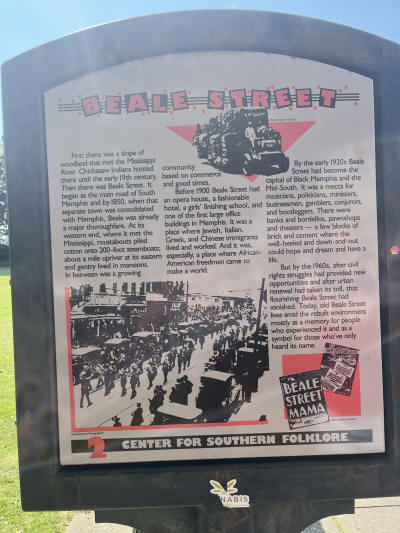 BEALE STREET
First there was a slope of
woodland that met the Mississippi
River. Chickasaw Indians hunted
there until the early 19th century.
Then there was Beale Street. It
began as the main road of South
Memphis and by 1850, when that
separate town was consolidated
with Memphis, Beale was already
a major thoroughfare. At its
western end, where it met the
Mississippi, roustabouts piled
cotton onto 200-foot steamboats;
about a mile upriver at its eastern
end gentry lived in mansions.
In between was a growing
community
based on commerce
and good times.
Before 1900 Beale Street had
an opera house, a fashionable
hotel, a girls' finishing school, and
one of the first large office
buildings in Memphis. It was a
place where Jewish, Italian,
Greek, and Chinese immigrants
lived and worked. And it was,
especially, a place where African-
American freedmen came to
make a world.
By the early 1920s Beale
Street had become the
capital of Black Memphis and the
Mid-South. It was a mecca for
musicians, politicians, ministers,
businessmen, gamblers, conjurors,
and bootleggers. There were
banks and bordellos, pawnshops
and theaters — a few blocks of
brick and cement where the
well-heeled and down-and-out
could hope and dream and have a
But by the 1960s, after civil
rights struggles had provided new
opportunities and after urban
renewal had taken its toll, that
flourishing Beale Street had
vanished. Today, old Beale Street
lives amid the rebuilt environment
mostly as a memory for people
who experienced it and as a
symbol for those who've only
heard its name.
BEALE
STREET
MAMA
2 CENTER FOR SOUTHERN FOLKLORE
NABIS